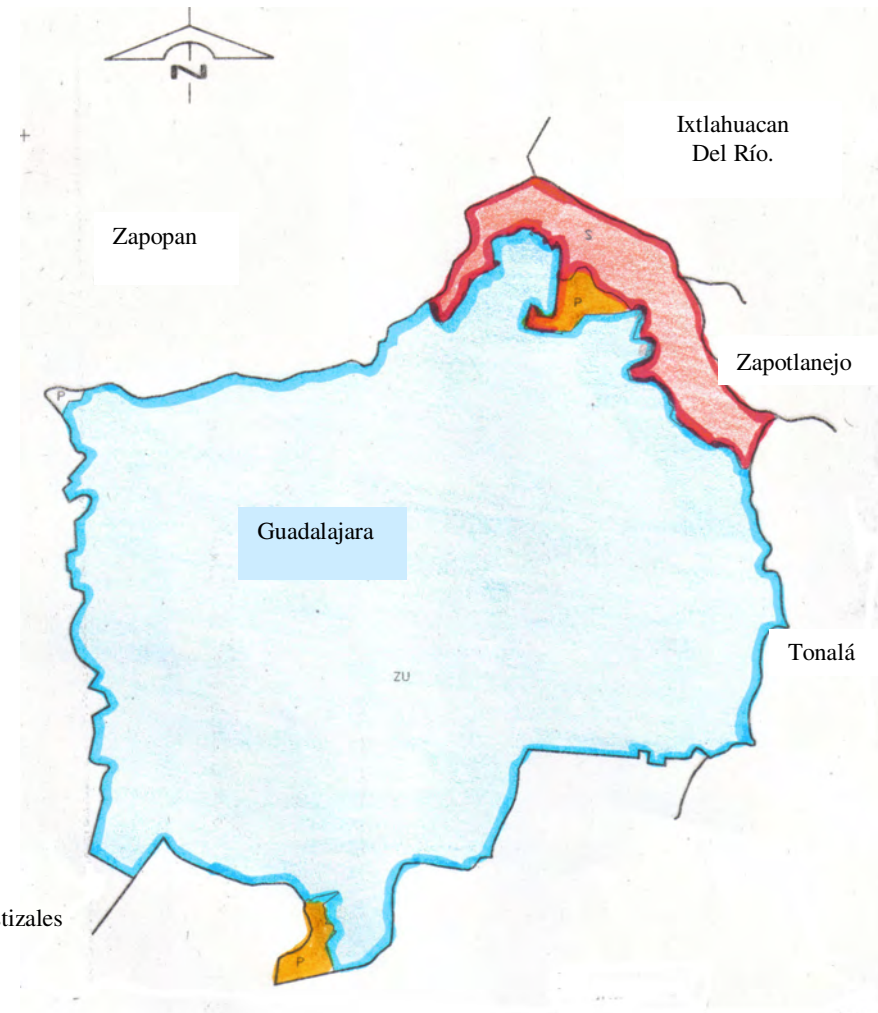 N
Ixtlahuacan
Del Río.
Zapopan
S
P
Zapotlanejo
P
Guadalajara
Tonalá
ZU
tizales
P